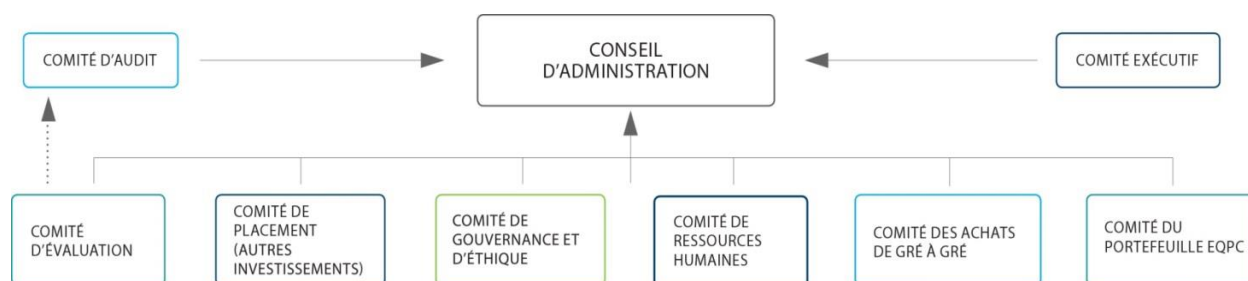 COMITÉ D'AUDIT
CONSEIL
D'ADMINISTRATION
COMITÉ EXÉCUTIF
COMITÉ
D'ÉVALUATION
COMITÉ DE
PLACEMENT
(AUTRES
INVESTISSEMENTS)
COMITÉ DE
GOUVERNANCE ET
D'ÉTHIQUE
COMITÉ DE
RESSOURCES
HUMAINES
COMITÉ DES ACHATS
DE GRÉ À GRÉ
COMITÉ DU
PORTEFEUILLE EQPC